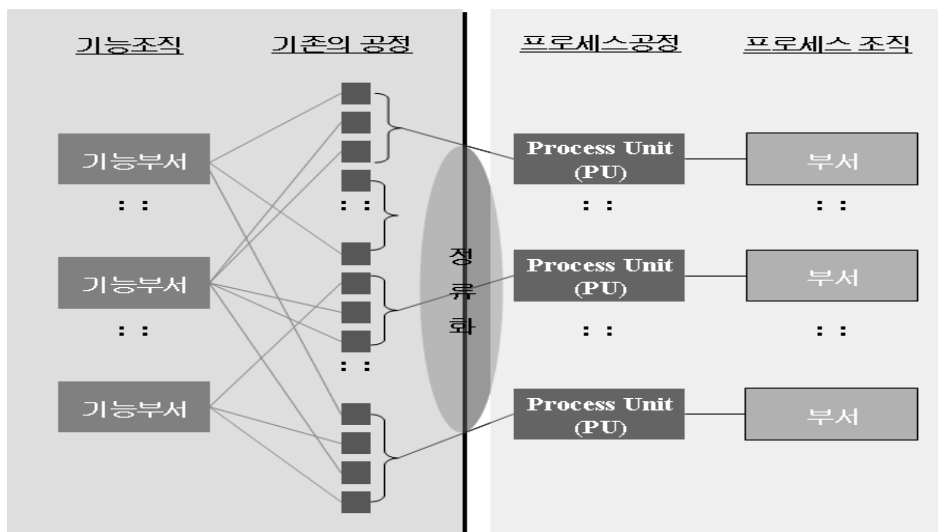 기능조직
기존의 공정
프로세스공정
프로세스 조직
기능부서
Process Unit
(PU)
부서
: :
: :
: :
: :
기능부서
정
류
화
Process Unit
(PU)
부서
: :
: :
: :
: :
기능부서
Process Unit
(PU)
부서